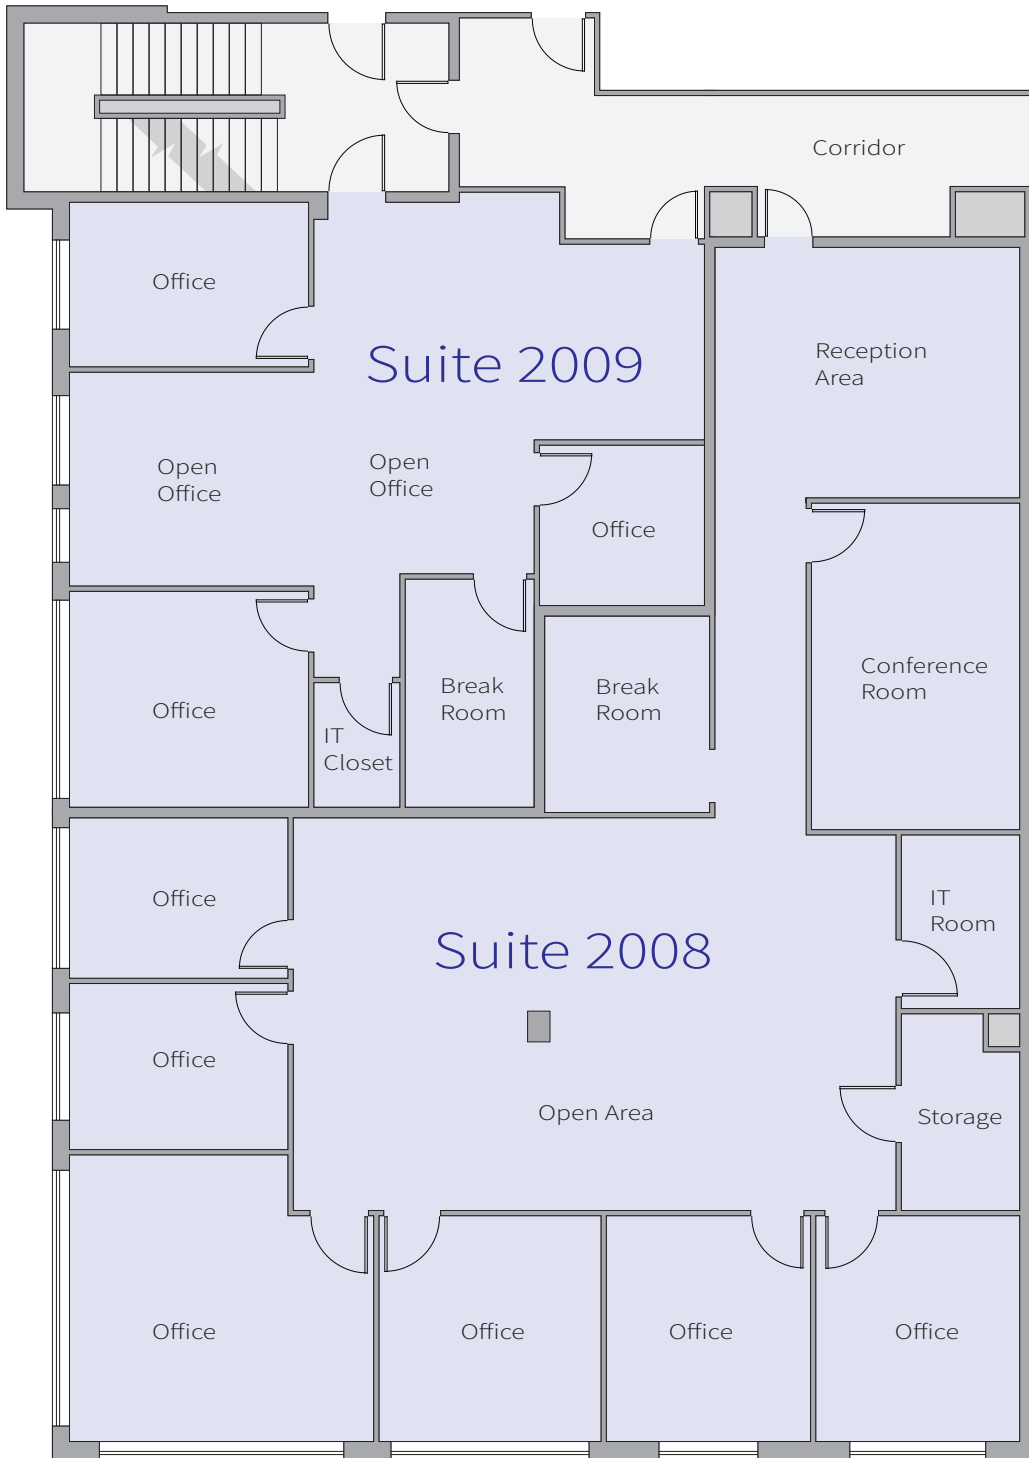 Corridor
Office
Suite 2009
Reception
Area
Open
Office
Open
Office
Office
Office
Break
Room
Break
Room
Conference
Room
IT
Closet
Office
IT
Room
Suite 2008
Office
Open Area
Storage
Office
Office
Office
Office